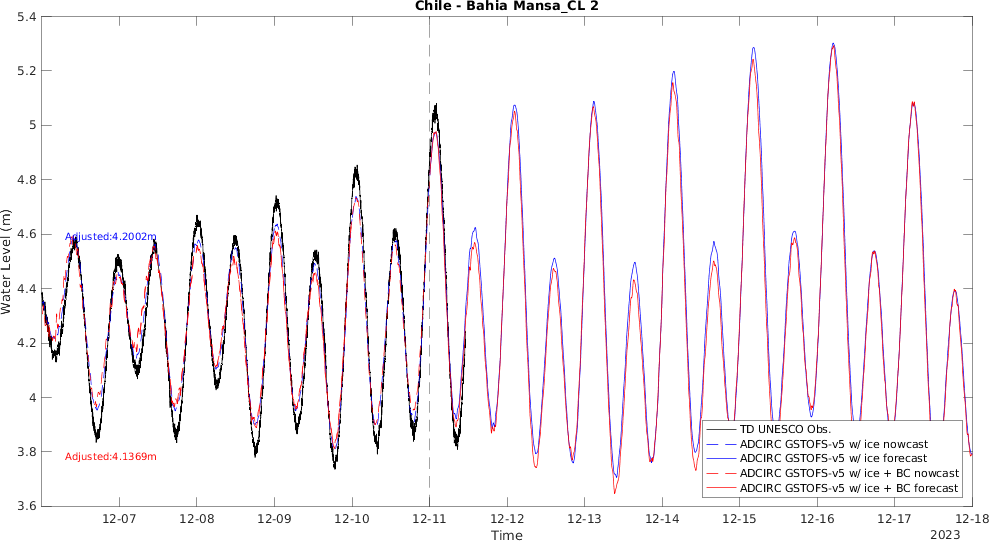 Chile - Bahia Mansa_CL 2
5.4
5.2
5
4.8
4.6
4.4
4.2
4
3.8
3.6
Water Level (m)
Adjusted:4.2002m
Adjusted:4.1369m
TD UNESCO Obs.
ADCIRC GSTOFS-v5 w/ ice nowcast
ADCIRC GSTOFS-v5 w/ ice forecast
ADCIRC GSTOFS-v5 w/ ice + BC nowcast
ADCIRC GSTOFS-v5 w/ ice + BC forecast
12-07 12-08 12-09 12-10 12-11 12-12 12-13 12-14 12-15 12-16 12-17 12-18
Time
2023